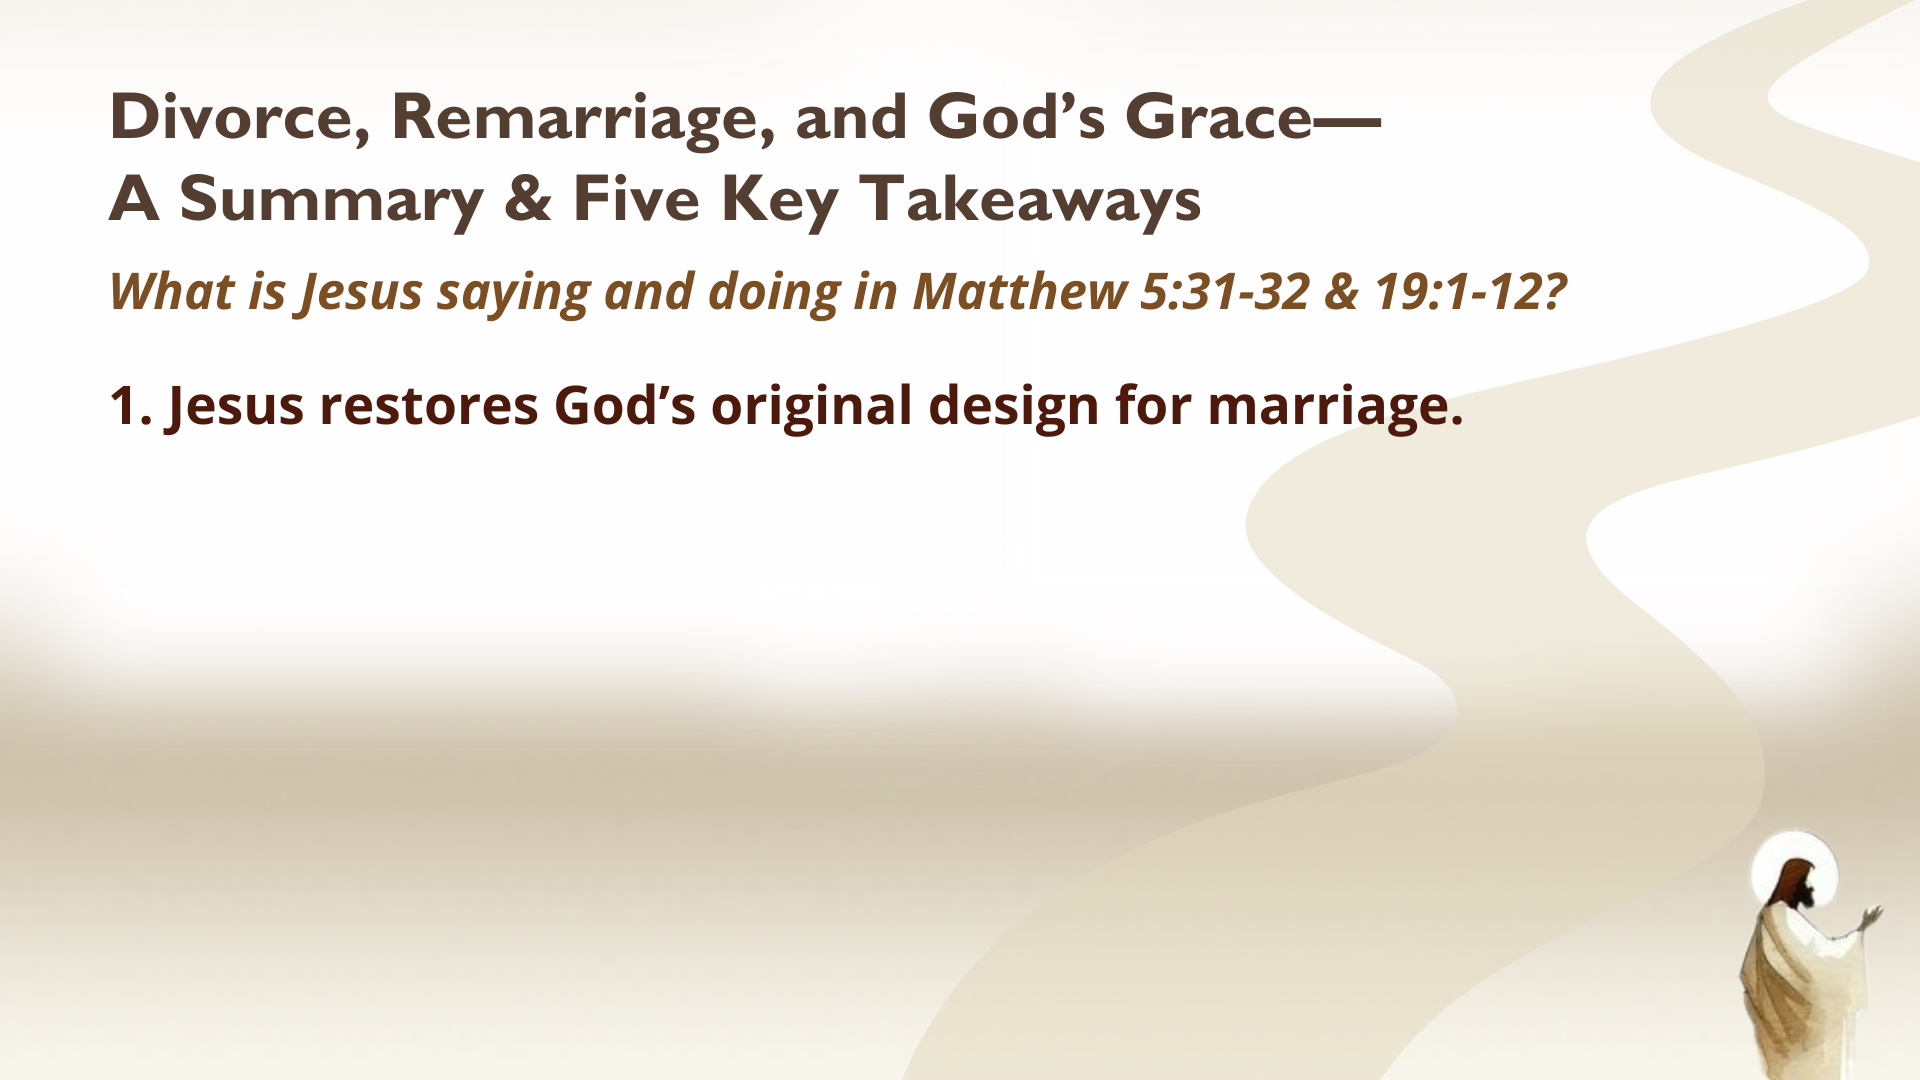 Divorce, Remarriage, and God’s Grace—
A Summary & Five Key Takeaways
What is Jesus saying and doing in Matthew 5:31-32 & 19:1-12?
1. Jesus restores God’s original design for marriage.